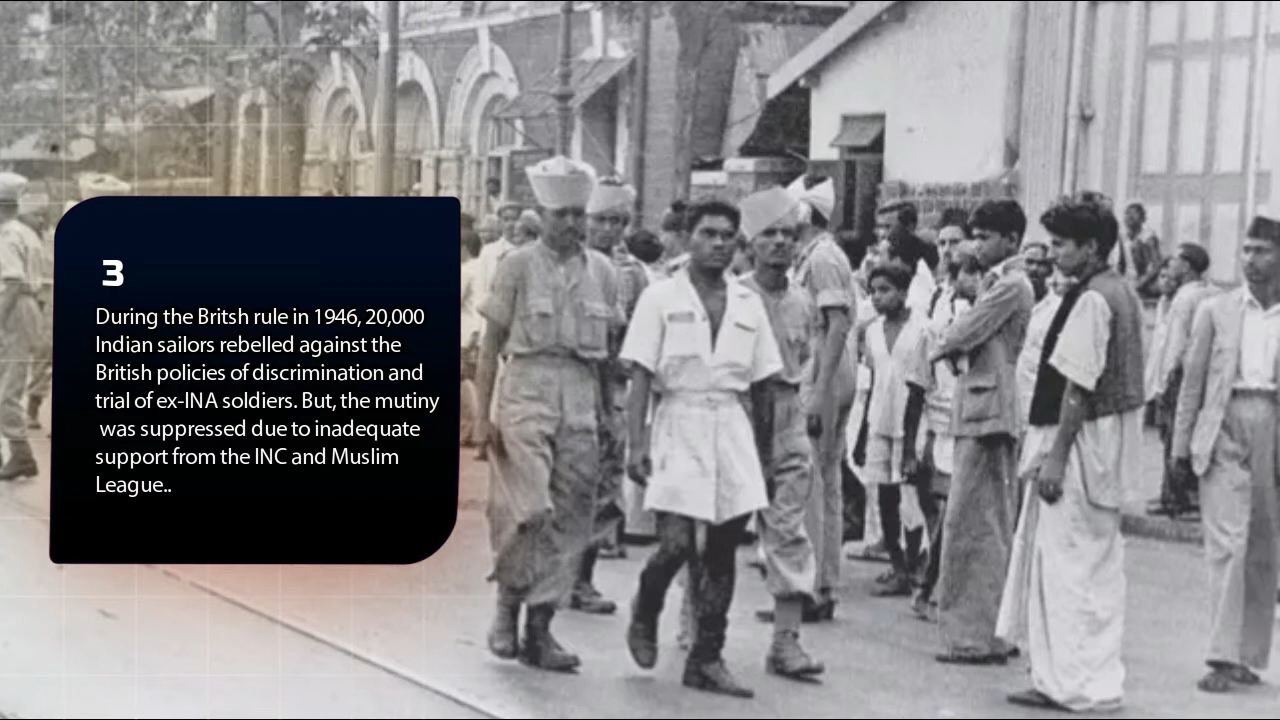 3
During the Britsh rule in 1946, 20,000
Indian sailors rebelled against the
British policies of discrimination and
trial of ex-INA soldiers. But, the mutiny
was suppressed due to inadequate
support from the INC and Muslim
League..